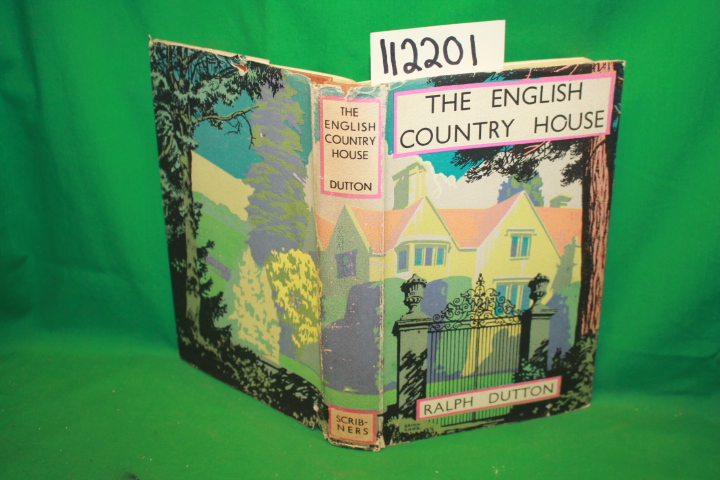 112201
THE
ENGLISH
COUNTRY
HOUSE
DUTTON
SCRIB-
NERS
THE ENGLISH
COUNTRY HOUSE
RALPH DUTTON